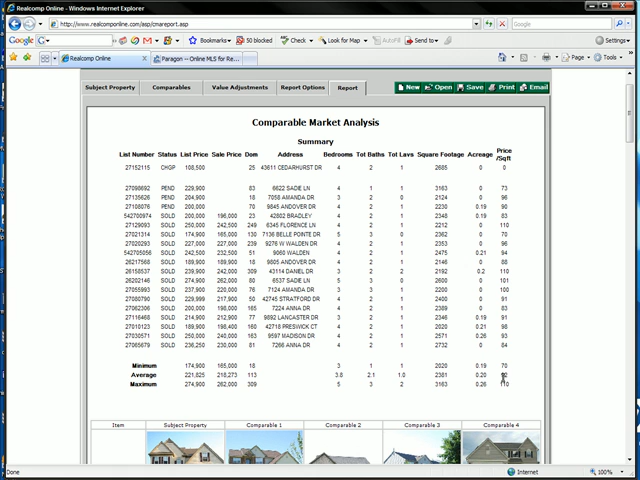 Realcomp Online - Windows Internet Explorer
http://www.realcomponline.com/asp/cmareport.asp
Google
Google Bookmarks 50 blocked Check Look for Map AutoFill Send to Settings
Realcomp Online Paragon -- Online MLS for Re... Page Tools
Subject Property Comparables Value Adjustments Report Options Report New Open Save Print Email
Comparable Market Analysis
Summary
List Number Status List Price Sale Price Dom Address Bedrooms Tot Baths Tot Lavs Square Footage Acreage Price /Sqft
27152115 CHGP 108,500 25 43611 CEDARHURST DR 4 2 1 2685 0 0
27098692 PEND 229,900 83 6622 SADIE LN 4 1 1 3163 0 73
27135626 PEND 204,900 18 7058 AMANDA DR 3 2 0 2124 0 96
27108876 PEND 200,000 70 9845 ANDOVER DR 4 2 1 2230 0.19 90
542700974 SOLD 200,000 196,000 23 42802 BRADLEY 4 2 1 2348 0.19 83
27129093 SOLD 250,000 242,500 249 6345 FLORENCE LN 4 2 1 2212 0 110
27021314 SOLD 174,900 165,000 130 7136 BELLE POINTE DR 5 3 0 2362 0 70
27020293 SOLD 227,000 227,000 239 9276 W WALDEN DR 4 2 1 2353 0 96
542705056 SOLD 242,500 232,500 51 9060 WALDEN 4 2 1 2475 0.21 94
26217568 SOLD 189,900 189,900 18 9805 ANDOVER DR 4 2 1 2146 0 88
26158537 SOLD 239,900 242,000 309 43114 DANIEL DR 3 2 2 2192 0.2 110
26202146 SOLD 274,900 262,000 80 6537 SADIE LN 5 3 0 2600 0 101
27055993 SOLD 237,900 220,000 76 7124 AMANDA DR 3 3 1 2200 0 100
27080790 SOLD 229,999 217,900 50 42745 STRATFORD DR 4 2 1 2400 0 91
27062306 SOLD 200,000 198,000 165 7224 ANNA DR 4 2 1 2389 0 83
27116468 SOLD 214,900 212,900 77 9892 LANCASTER DR 3 2 1 2346 0.19 91
27010123 SOLD 189,900 198,400 160 42718 PRESWICK CT 4 2 1 2020 0.21 98
27030571 SOLD 250,000 240,000 163 9597 MADISON DR 4 2 1 2571 0.26 93
27065679 SOLD 236,250 230,000 81 7266 ANNA DR 4 2 1 2732 0 84
Minimum 174,900 165,000 18 3 1 1 2020 0.19 70
Average 221,825 218,273 113 3.8 2.1 1.0 2381 0.20
Maximum 274,900 262,000 309 5 3 2 3163 0.26 110
Item Subject Property Comparable 1 Comparable 2 Comparable 3 Comparable 4
Done Internet 100%